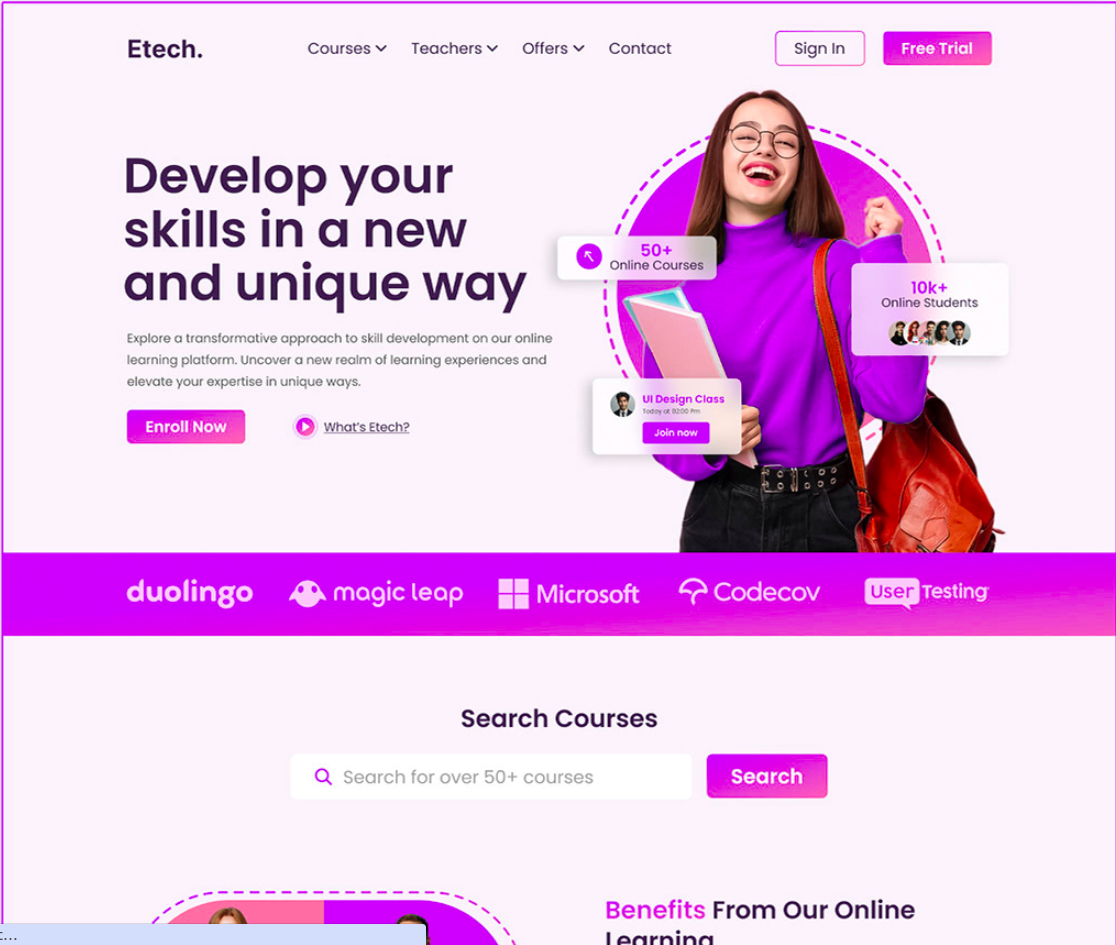 Etech.
Courses
Teachers
Offers
Contact
Sign In
Free Trial
Develop your
skills in a new
and unique way
Explore a transformative approach to skill development on our online
learning platform. Uncover a new realm of learning experiences and
elevate your expertise in unique ways.
Enroll Now
What's Etech?
50+
Online Courses
10k+
Online Students
UI Design Class
Today at 92:00 Pm
Join now
duolingo
magic leap
Microsoft
Codecov
User Testing
Search Courses
Search for over 50+ courses
Search
Benefits From Our Online
Learning